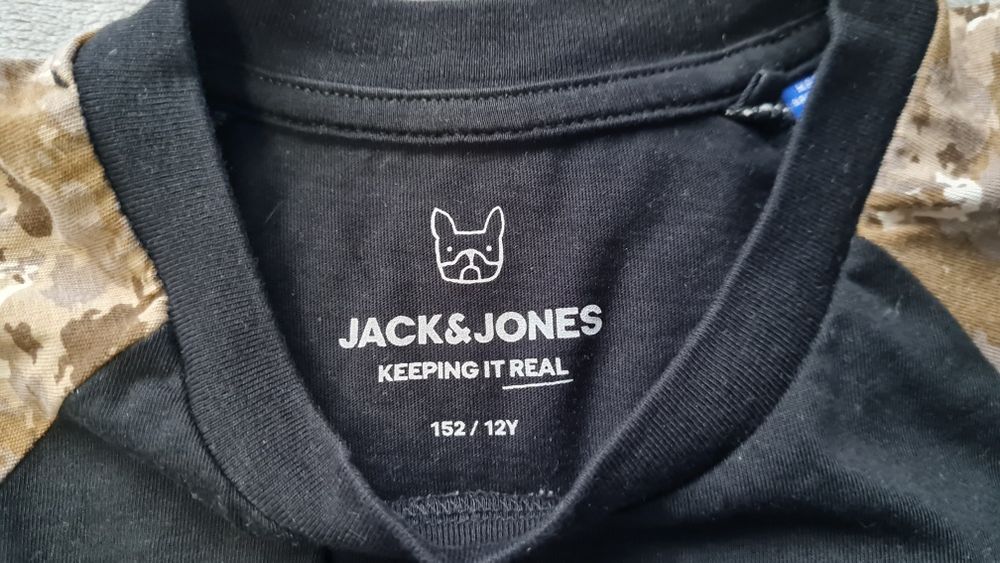 JACK&JONES
KEEPING IT REAL
152 / 12Y